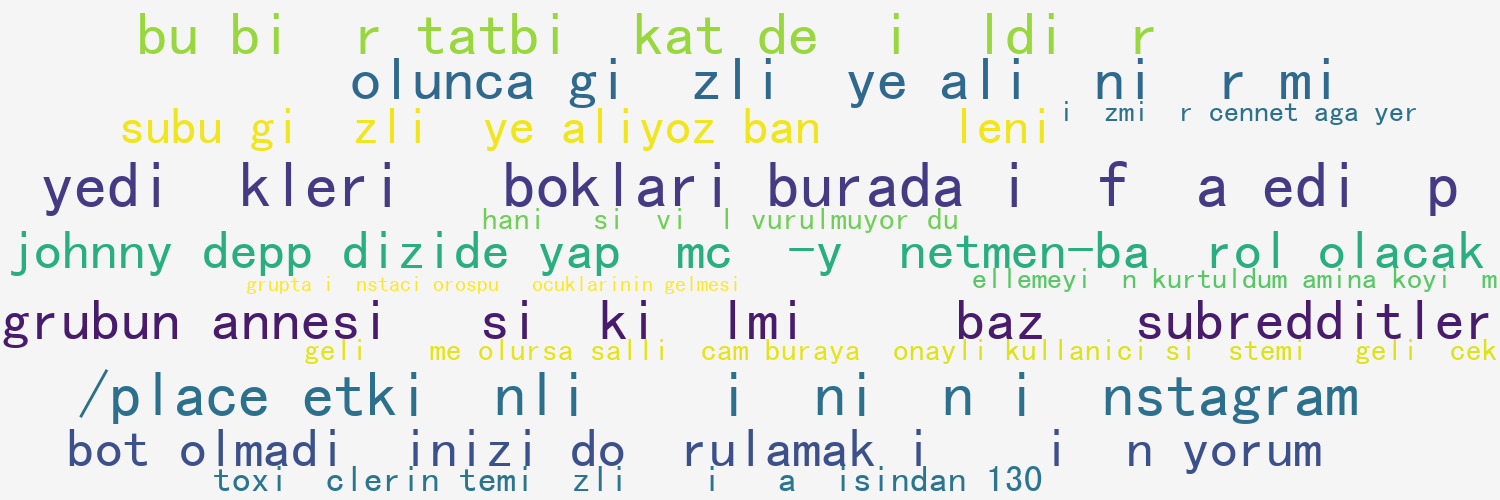 bu bi r tatbi kat de i ldi r
olunca gi zli ye ali ni r mi
i zmi r cennet aga yer
subu gi zli ye aliyoz ban leni
yedi kleri boklari burada i f a edi p
hani si vi l vurulmuyor du
johnny depp dizide yap mc -y netmen-ba rol olacak
ellemeyi n kurtuldum amina koyi m
grupta i nstaci orospu ocuklarinin gelmesi
grubun annesi si ki lmi baz subredditler
geli me olursa salli cam buraya onayli kullanici si stemi geli cek
/place etki nli i ni n i nstagram
bot olmadi inizi do rulamak i i n yorum
toxi clerin temi zli i a isindan 130